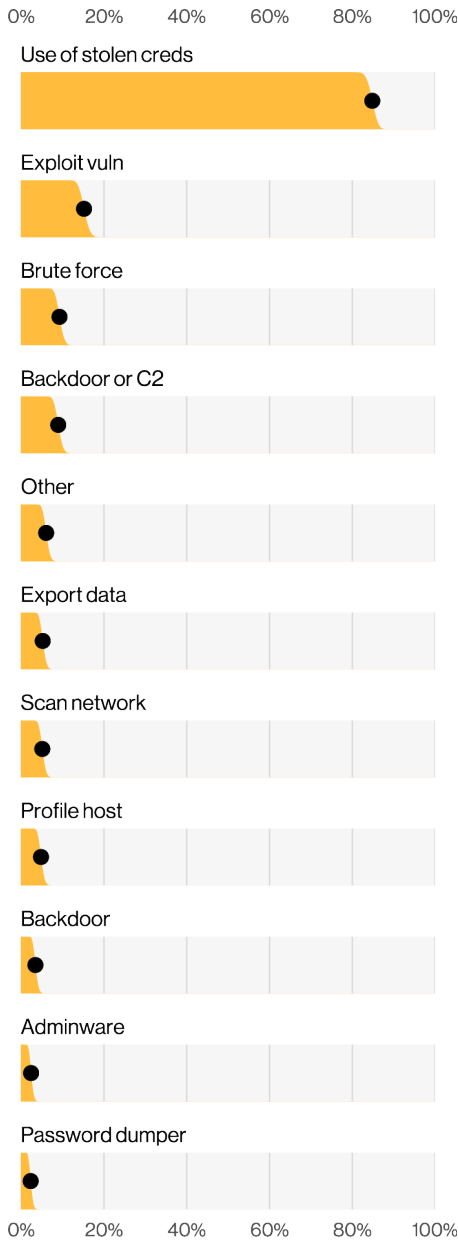 0% 20% 40% 60% 80% 100%
Use of stolen creds
Exploit vuln
Brute force
Backdoor or C2
Other
Export data
Scan network
Profile host
Backdoor
Adminware
Password dumper
0% 20% 40% 60% 80% 100%